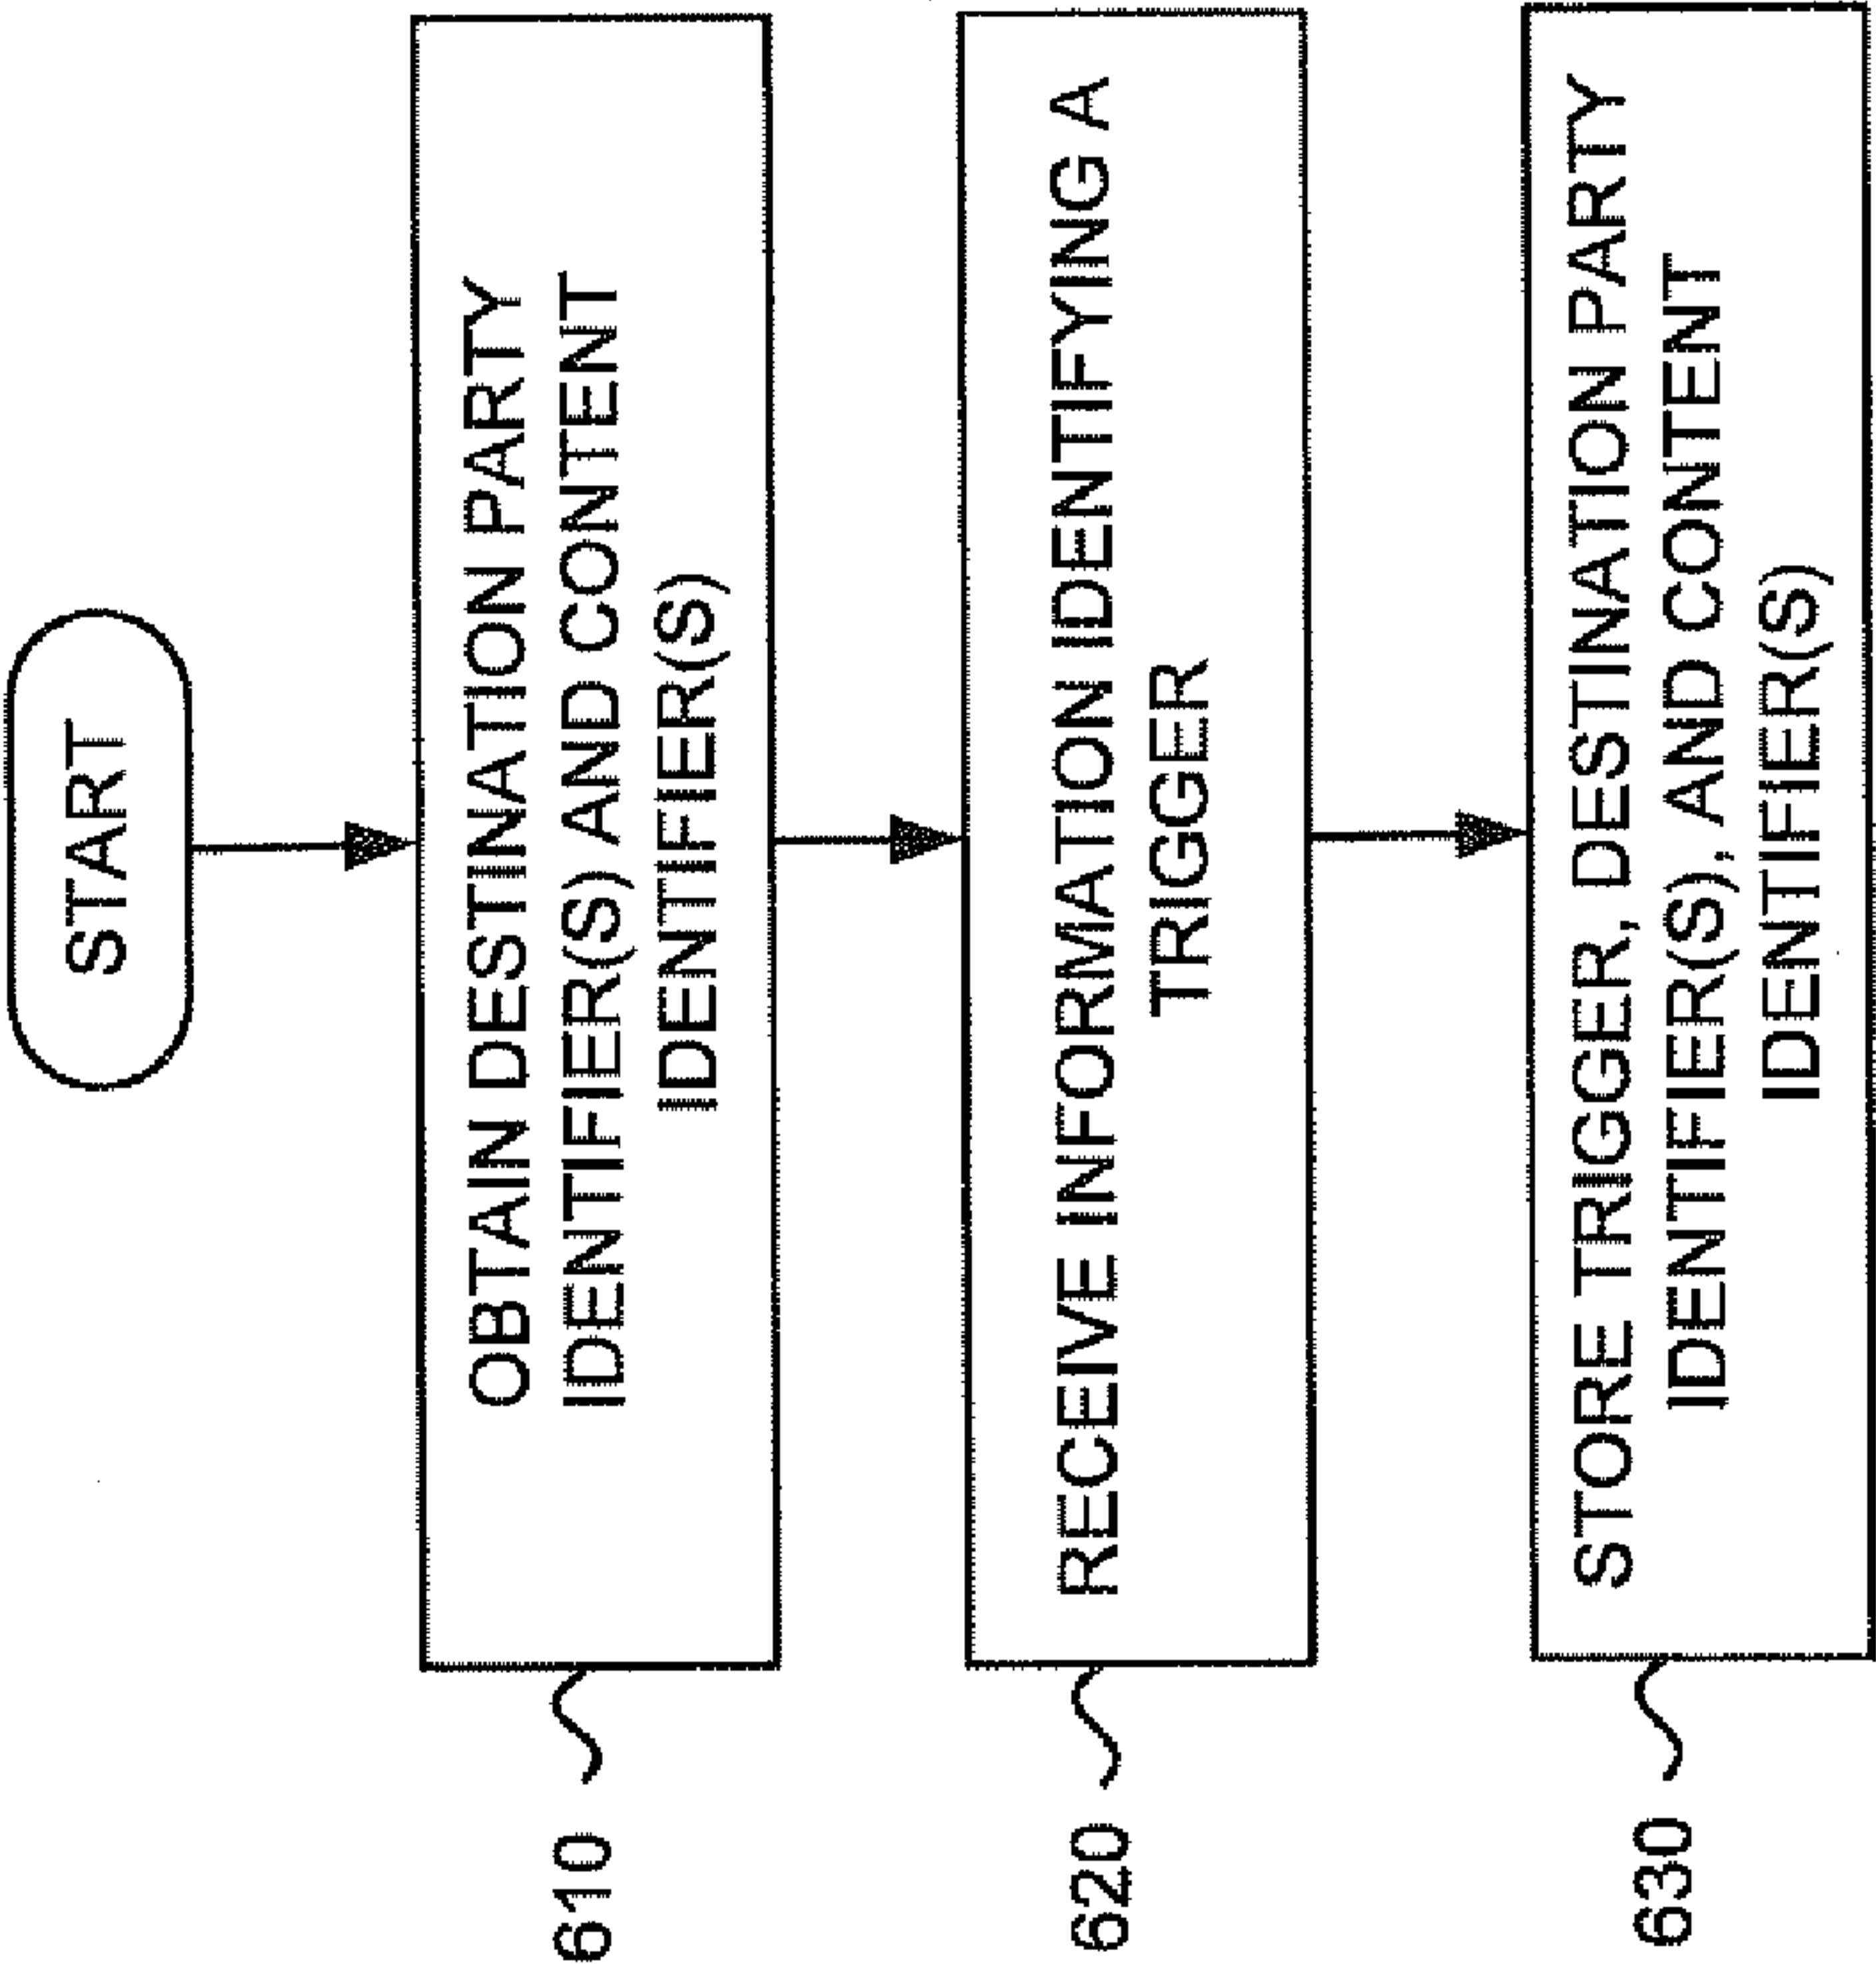 START
OBTAIN DESTINATION PARTY
IDENTIFIER(S) AND CONTENT
IDENTIFIER(S)
610
RECEIVE INFORMATION IDENTIFYING A
TRIGGER
620
STORE TRIGGER, DESTINATION PARTY
IDENTIFIER(S), AND CONTENT
IDENTIFIER(S)
630